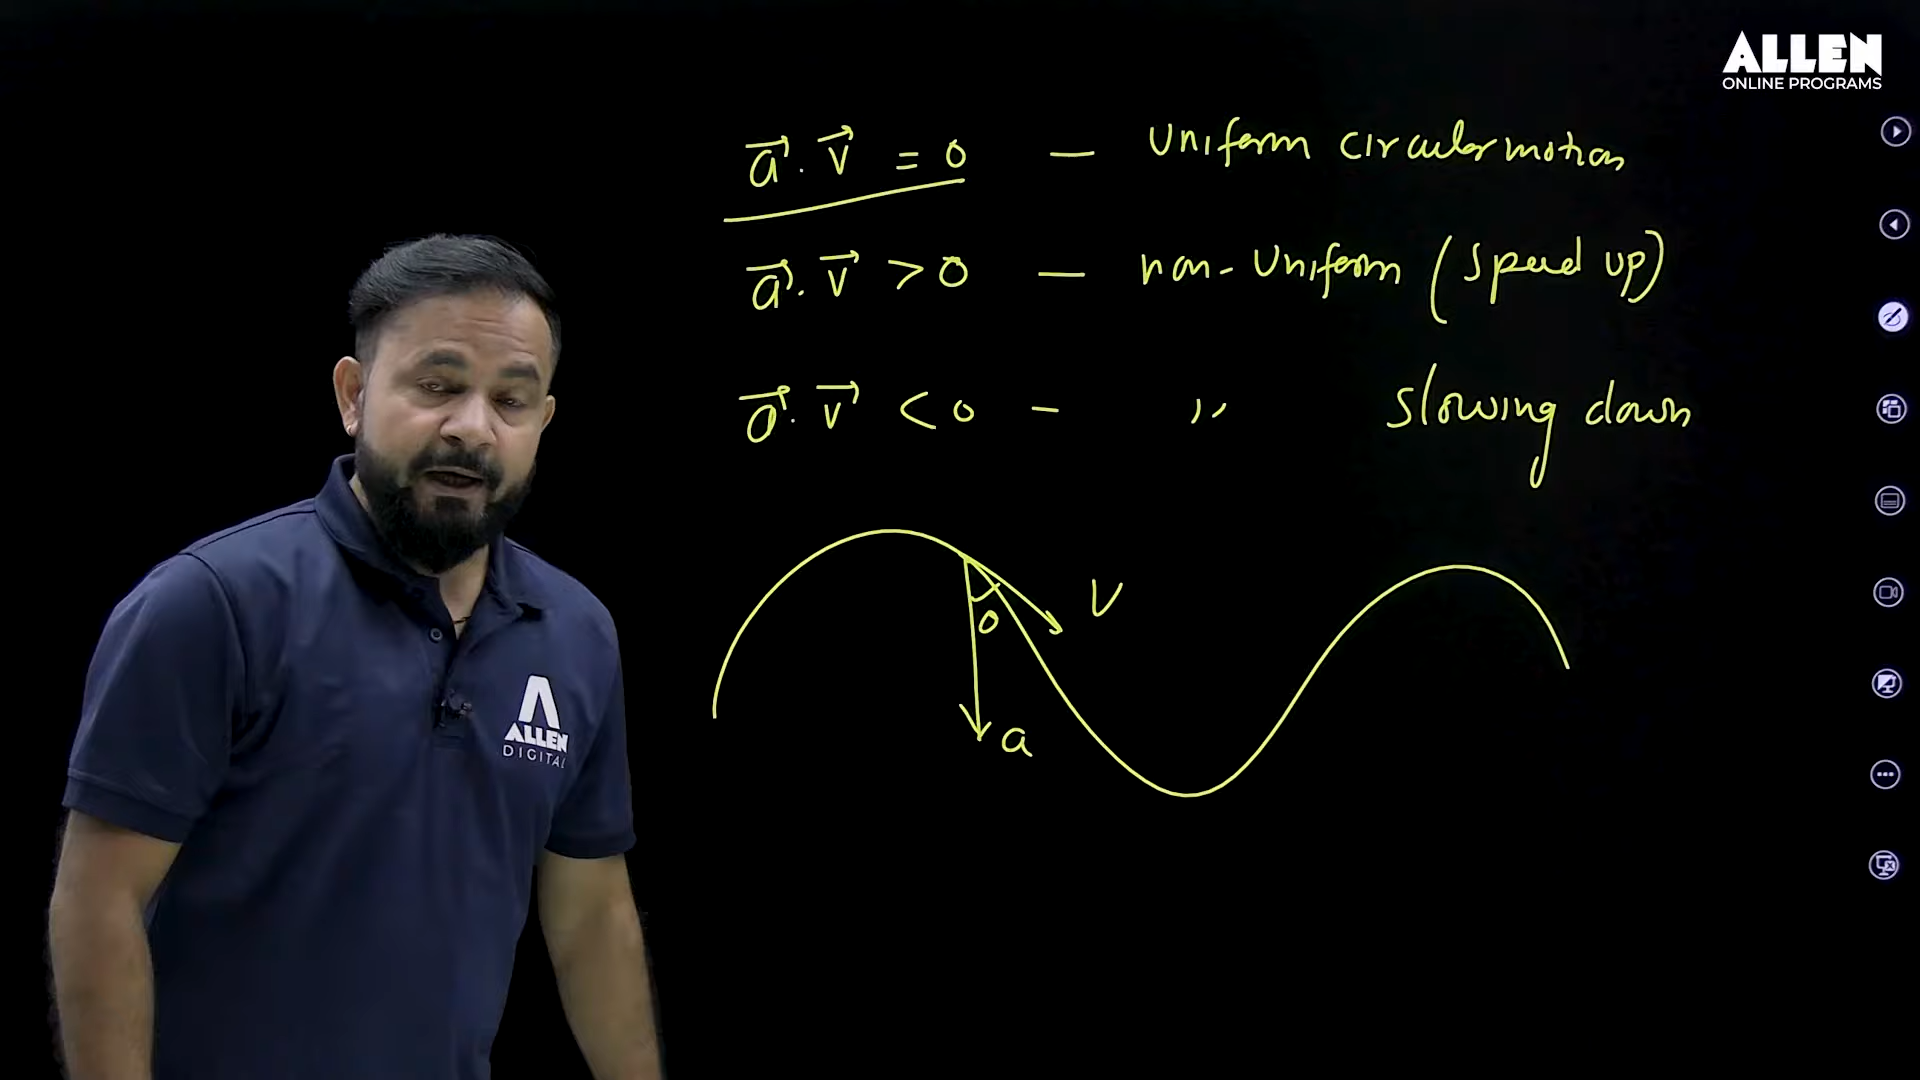 ALLEN
ONLINE PROGRAMS
a⃗ . v⃗ = 0 — Uniform circular motion
a⃗ . v⃗ > 0 — non-Uniform (Speed up)
a⃗ . v⃗ < 0 - ,, Slowing down
V
θ
a
ALLEN
DIGITAL